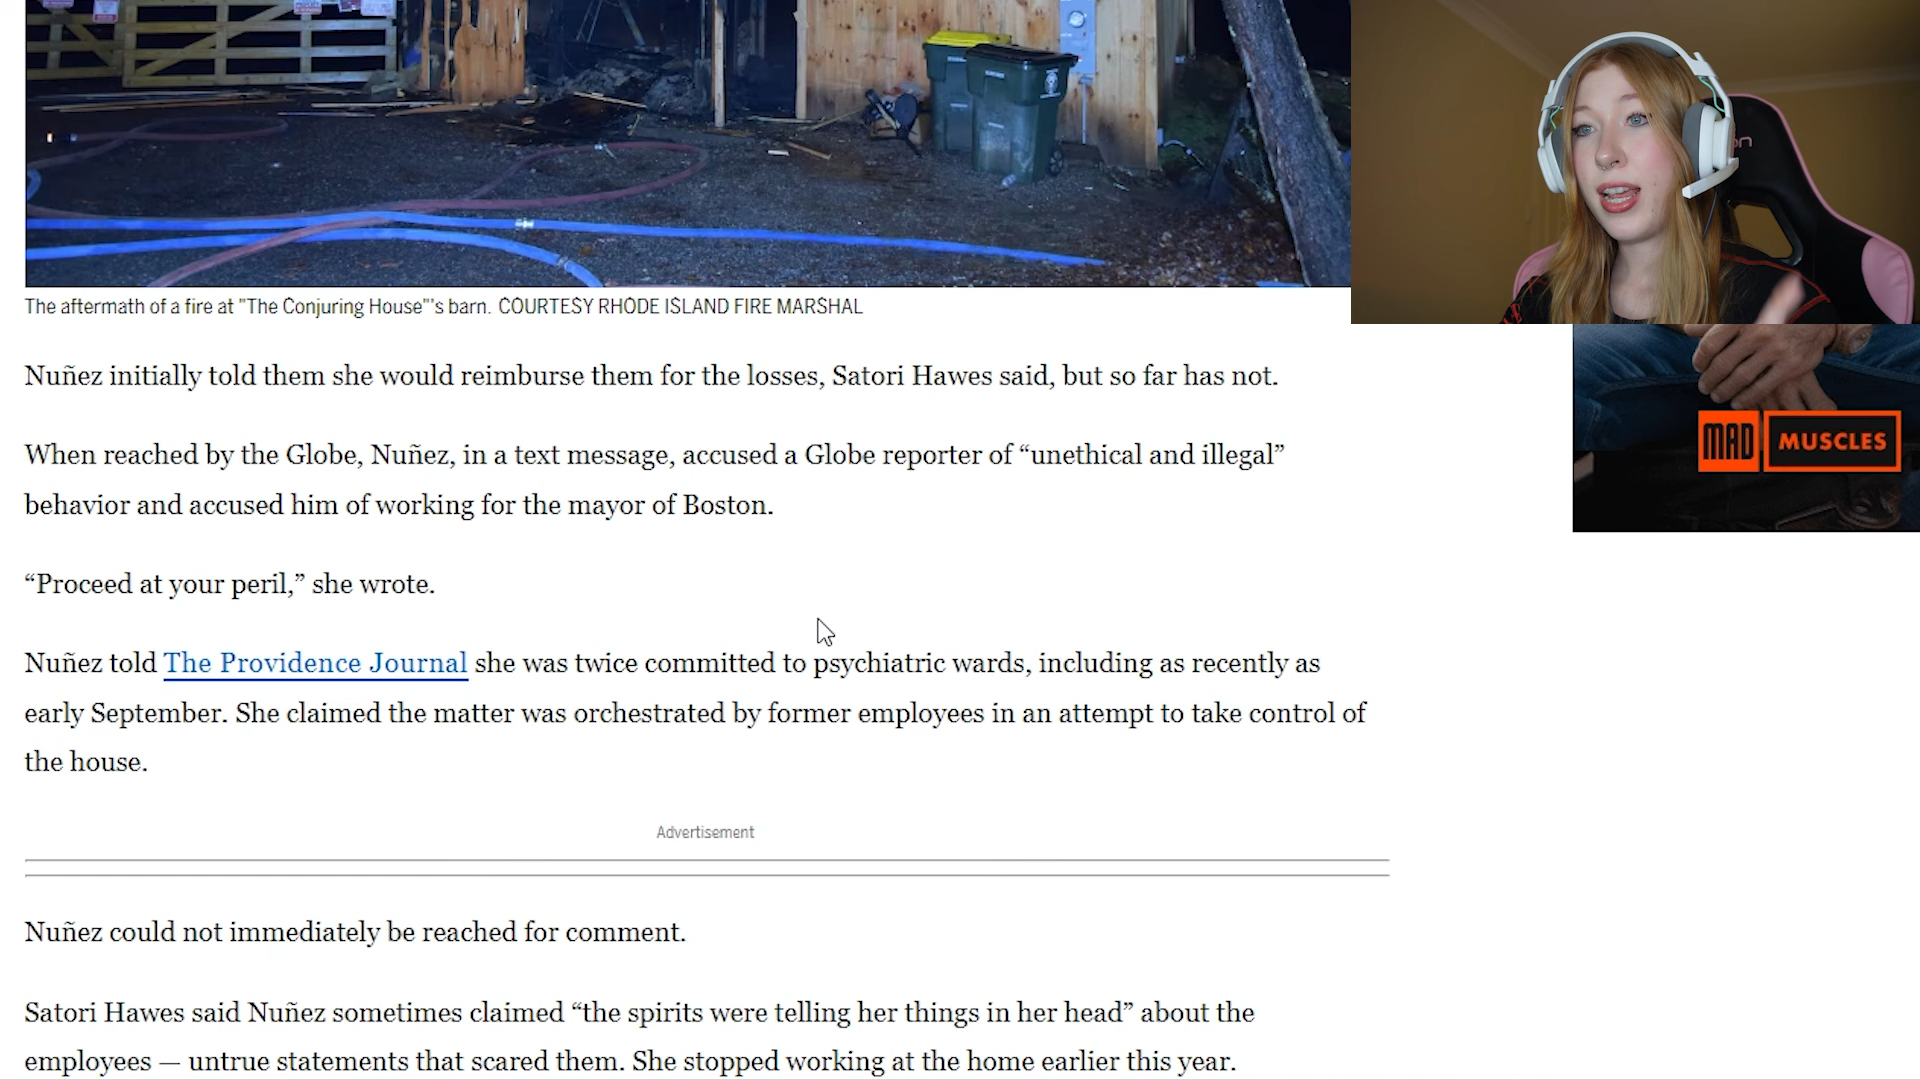 The aftermath of a fire at "The Conjuring House"'s barn. COURTESY RHODE ISLAND FIRE MARSHAL
Nuñez initially told them she would reimburse them for the losses, Satori Hawes said, but so far has not.
When reached by the Globe, Nuñez, in a text message, accused a Globe reporter of “unethical and illegal”
behavior and accused him of working for the mayor of Boston.
MAD MUSCLES
“Proceed at your peril,” she wrote.
Nuñez told The Providence Journal she was twice committed to psychiatric wards, including as recently as
early September. She claimed the matter was orchestrated by former employees in an attempt to take control of
the house.
Advertisement
Nuñez could not immediately be reached for comment.
Satori Hawes said Nuñez sometimes claimed “the spirits were telling her things in her head” about the
employees — untrue statements that scared them. She stopped working at the home earlier this year.